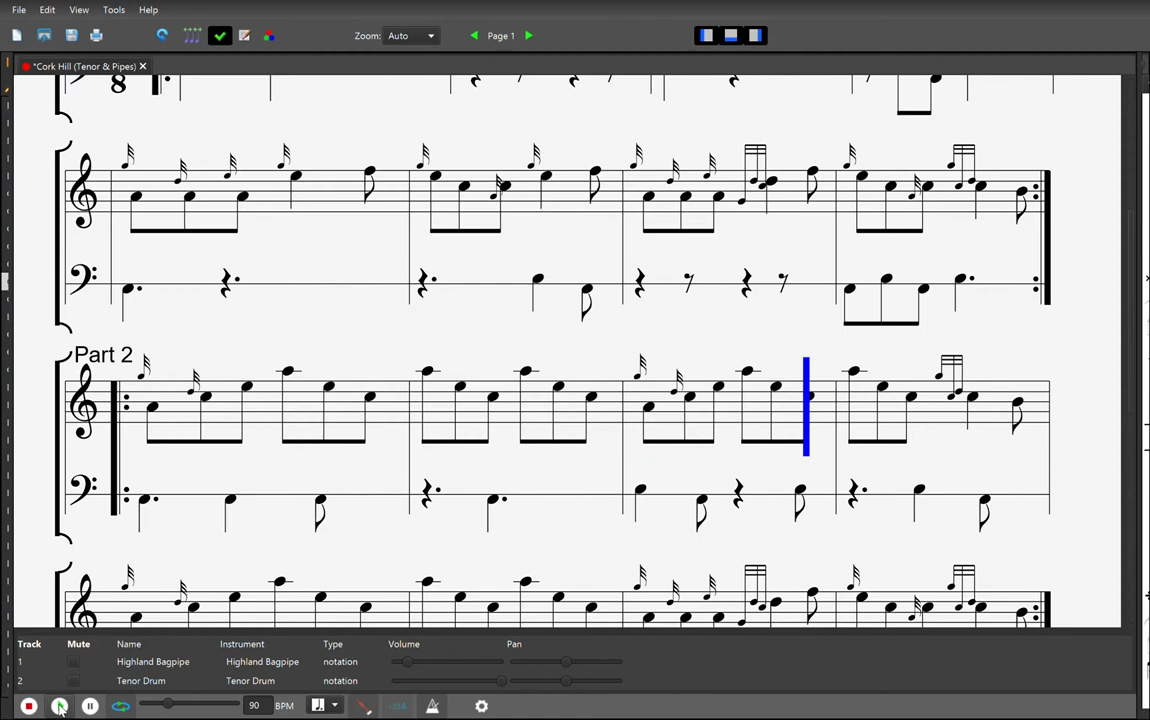 File Edit View Tools Help
Zoom: Auto Page 1
*Cork Hill (Tenor & Pipes)
8
Part 2
Track Mute Name Instrument Type Volume Pan
1 Highland Bagpipe Highland Bagpipe notation
2 Tenor Drum Tenor Drum notation
90 BPM